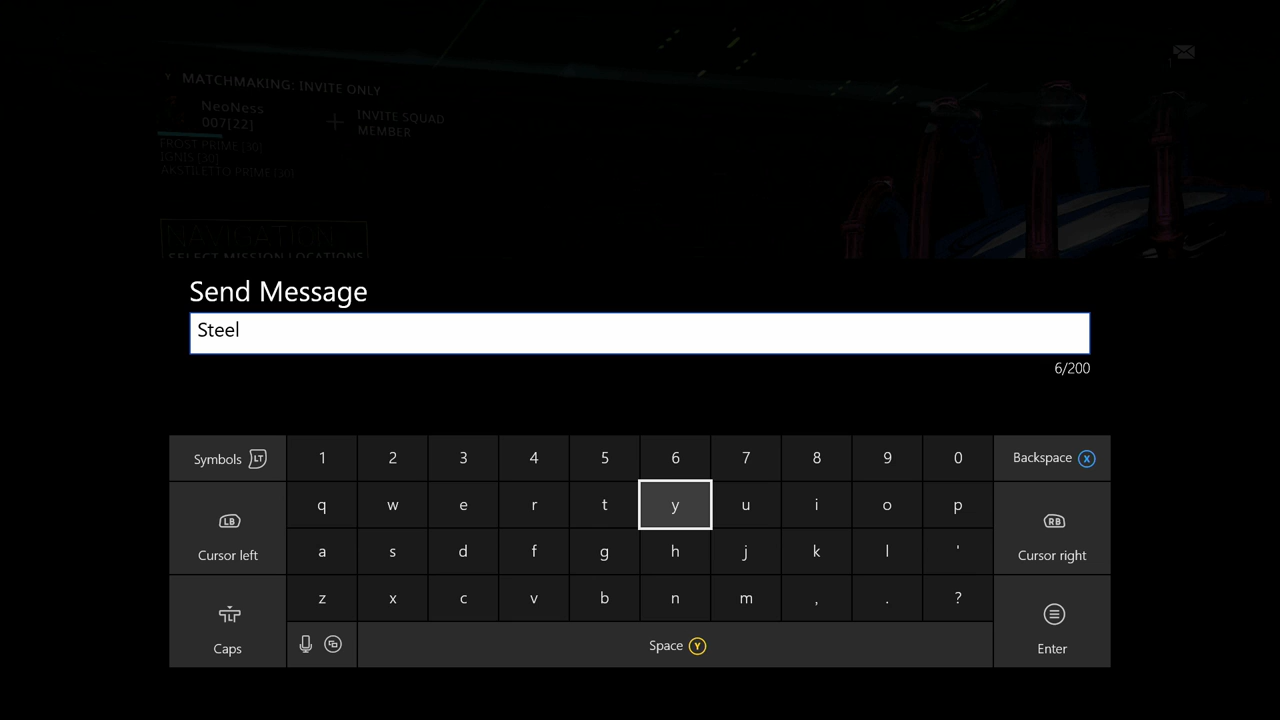 Y MATCHMAKING: INVITE ONLY
NeoNess
007[22]
INVITE SQUAD
MEMBER
FROST PRIME [30]
IGNIS [30]
AKSTILETTO PRIME [30]
NAVIGATION
SELECT MISSION LOCATIONS
Send Message
Steel
6/200
Symbols LT 1 2 3 4 5 6 7 8 9 0 Backspace X
q w e r t y u i o p
LB RB
Cursor left a s d f g h j k l ' Cursor right
z x c v b n m , . ?
LT
Caps Space Y Enter